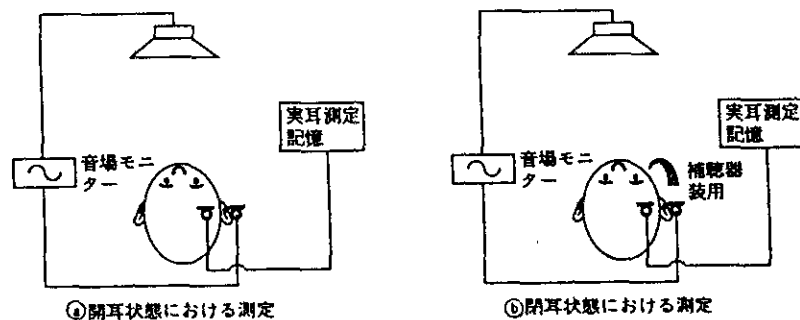 実耳測定
記憶
音場モニ
ター
ⓐ開耳状態における測定
実耳測定
記憶
音場モニ
ター
補聴器
装用
ⓑ閉耳状態における測定